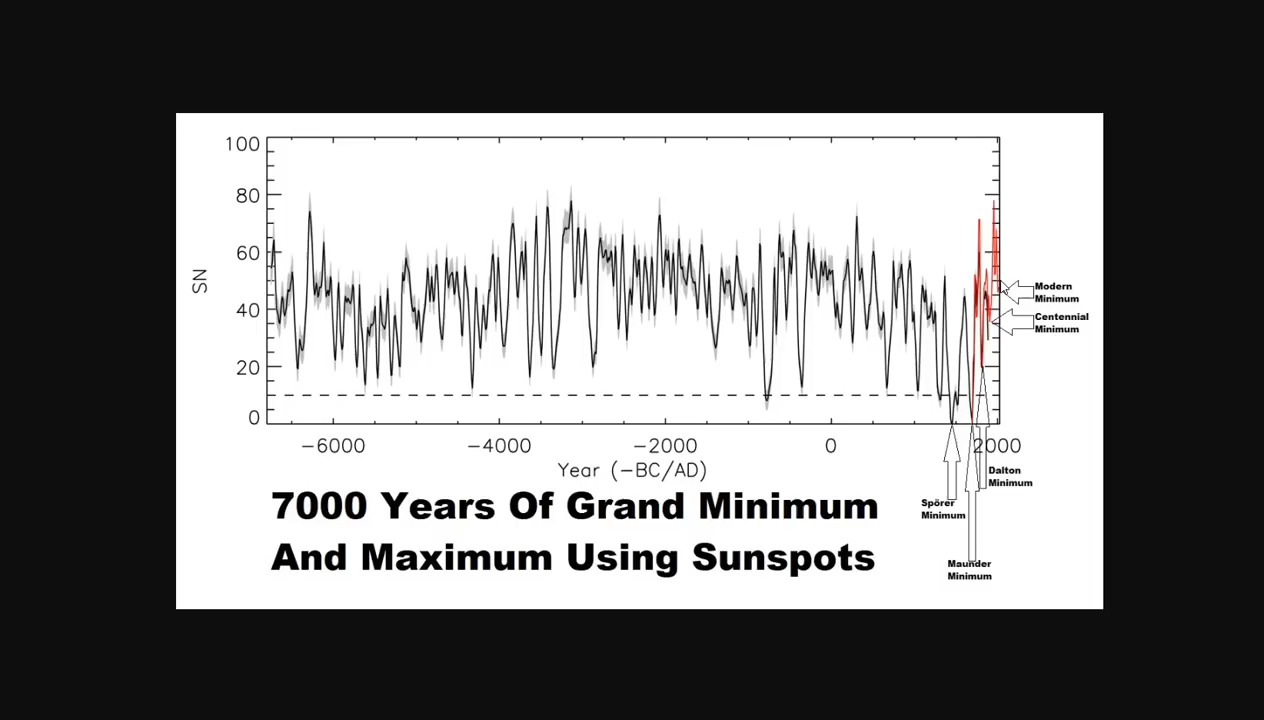 100
80
60
40
20
0
SN
-6000
-4000
-2000
0
2000
Year (-BC/AD)
Modern
Minimum
Centennial
Minimum
Dalton
Minimum
Spörer
Minimum
Maunder
Minimum
7000 Years Of Grand Minimum
And Maximum Using Sunspots